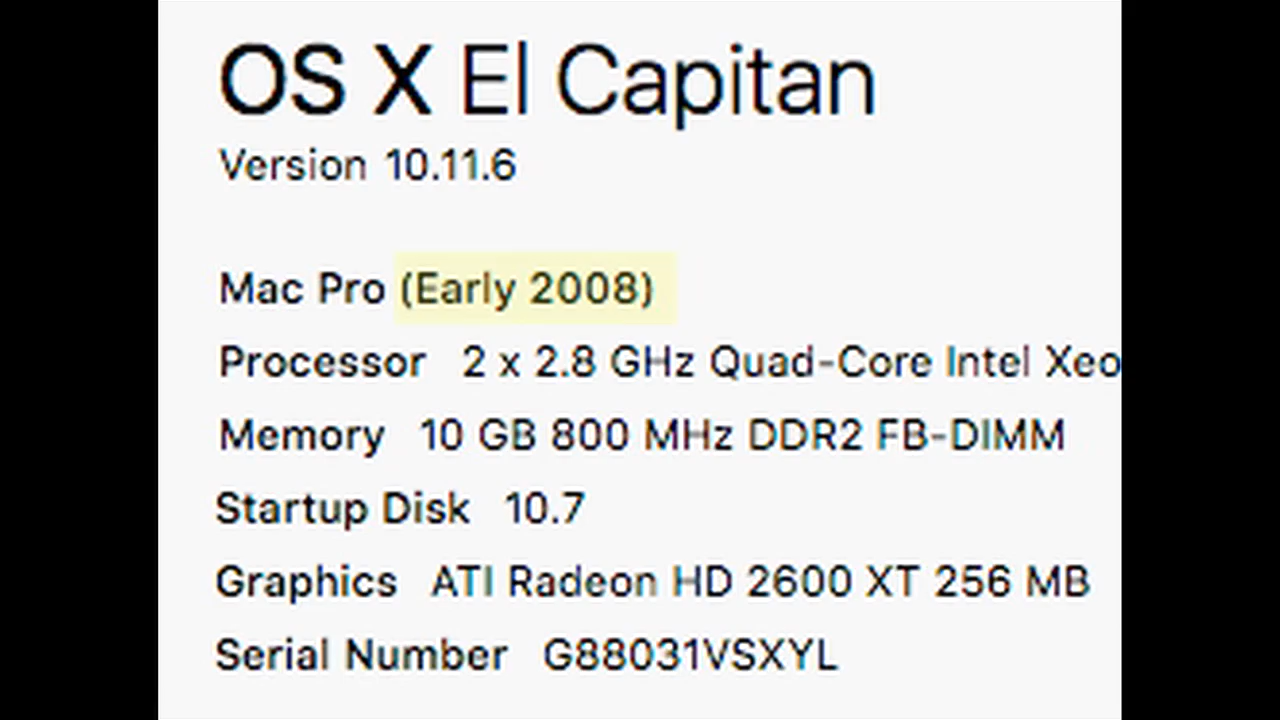 OS X El Capitan
Version 10.11.6
Mac Pro (Early 2008)
Processor 2 x 2.8 GHz Quad-Core Intel Xeo
Memory 10 GB 800 MHz DDR2 FB-DIMM
Startup Disk 10.7
Graphics ATI Radeon HD 2600 XT 256 MB
Serial Number G88031VSXYL